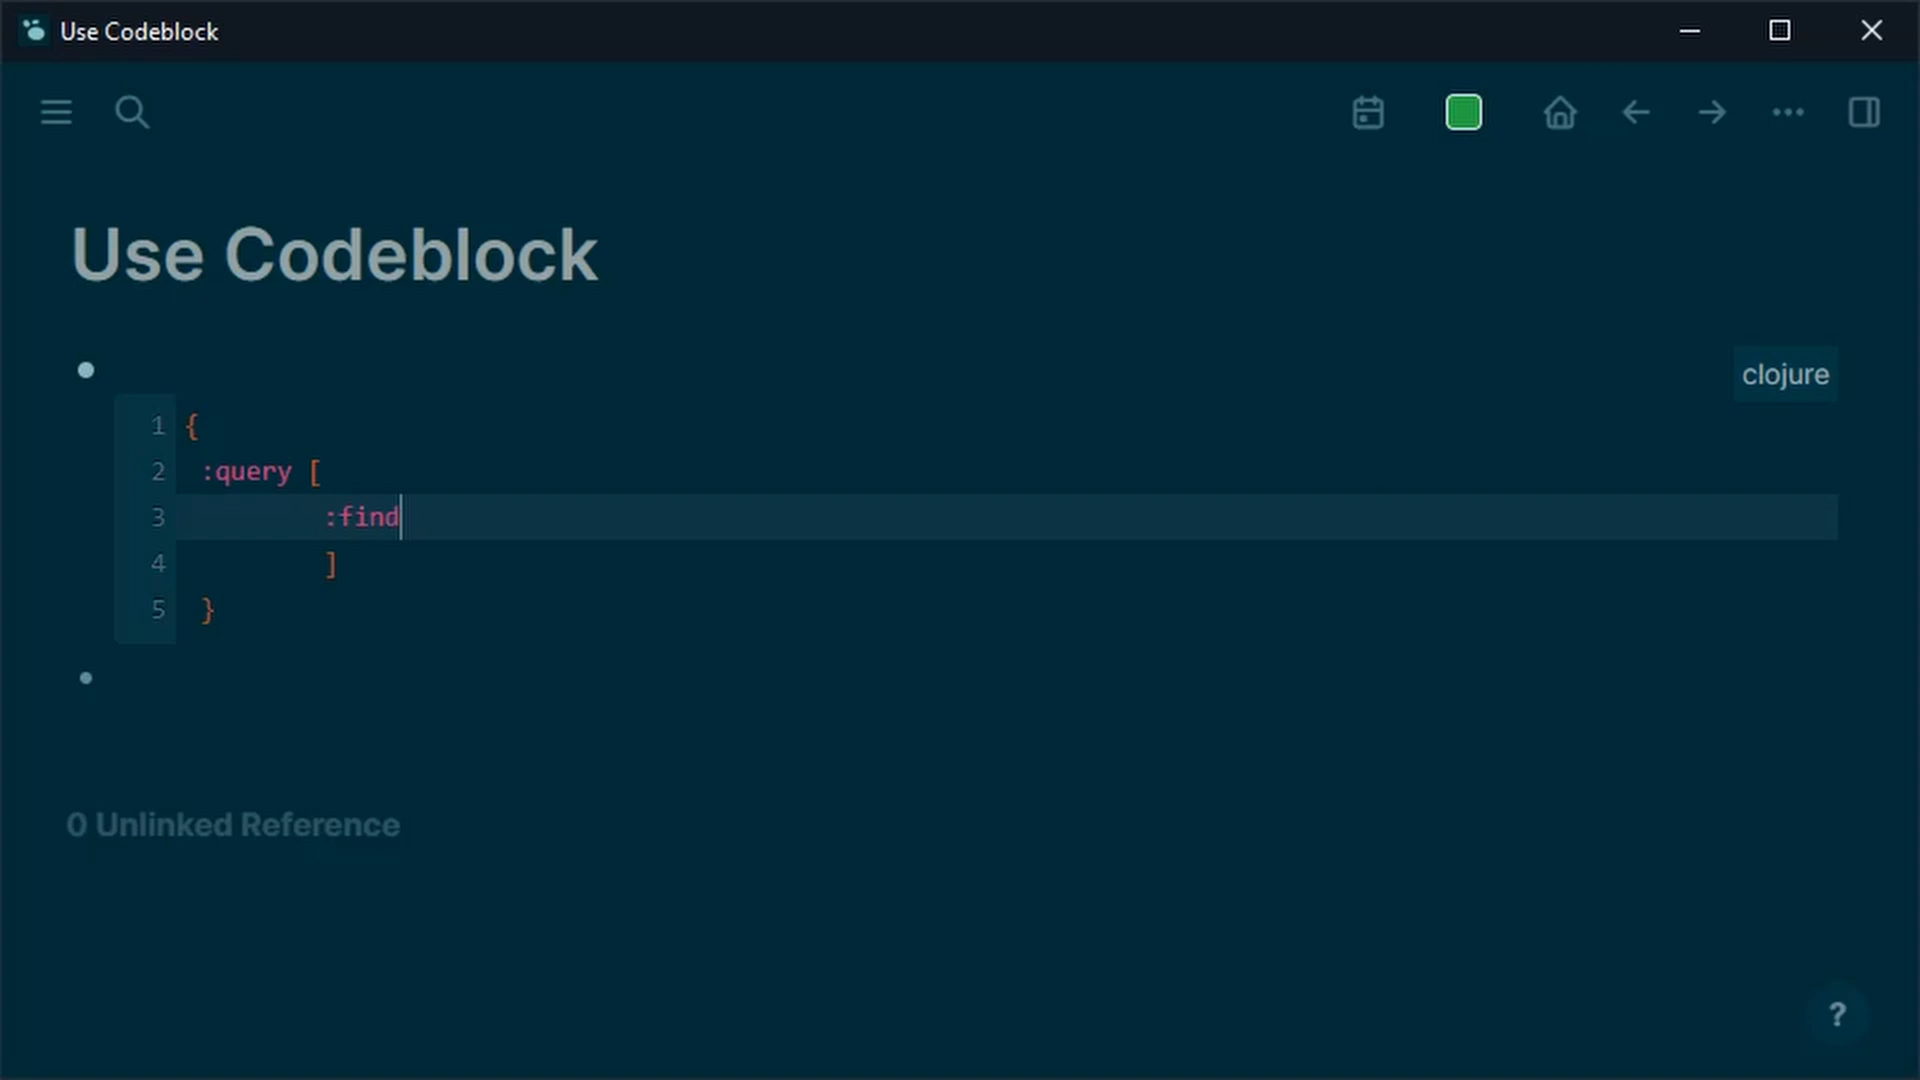 Use Codeblock
Use Codeblock
clojure
1 {
2 :query [
3 :find
4 ]
5 }
0 Unlinked Reference
?